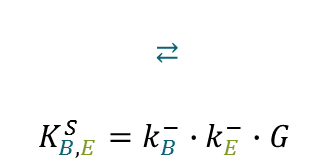 ⇄
K^S_{B,E} = k^-_B · k^-_E · G